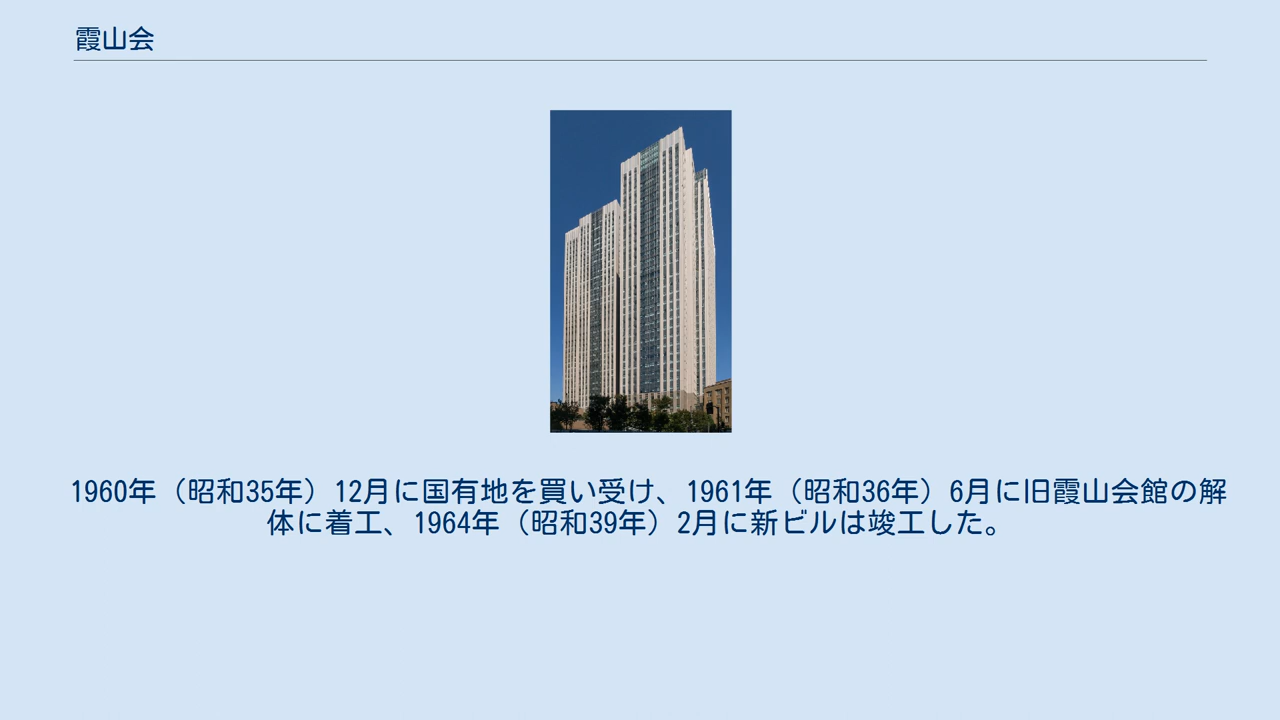 霞山会
1960年（昭和35年）12月に国有地を買い受け、1961年（昭和36年）6月に旧霞山会館の解
体に着工、1964年（昭和39年）2月に新ビルは竣工した。